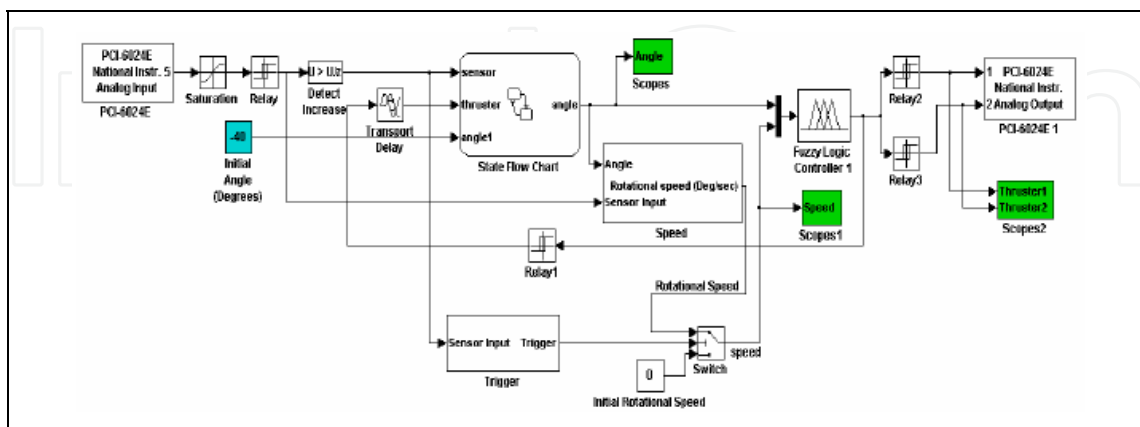 PCI-6024E
National Instr. 5
Analog Input
PCI-6024E
Saturation
Relay
U > U/z
Detect
Increase
-40
Initial
Angle
(Degrees)
Transport
Delay
sensor
thruster
angle1
angle
State Flow Chart
Angle
Scopes
Angle
Rotational speed (Deg/sec)
Sensor Input
Speed
Fuzzy Logic
Controller 1
Relay2
Relay3
1 PCI-6024E
National Instr.
2 Analog Output
PCI-6024E 1
Thruster1
Thruster2
Scopes2
Speed
Scopes1
Relay1
Rotational Speed
Sensor Input Trigger
Trigger
Switch
speed
0
Initial Rotational Speed